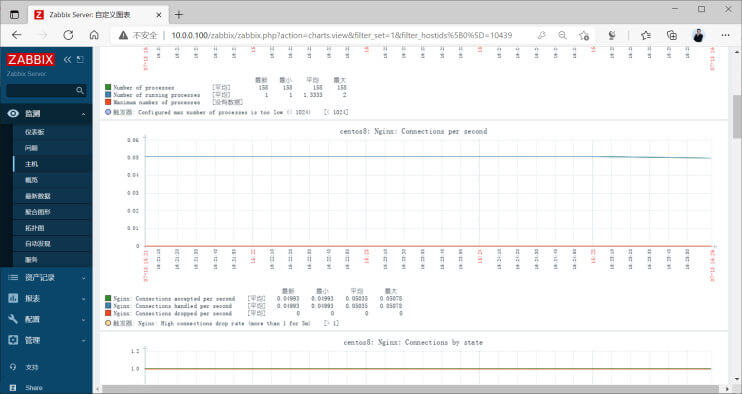 Zabbix Server: 自定义图表
不安全
10.0.0.100/zabbix/zabbix.php?action=charts.view&filter_set=1&filter_hostids%5B0%5D=10439
ZABBIX
Zabbix Server
监测
仪表板
问题
主机
概览
最新数据
聚合图形
拓扑图
自动发现
服务
资产记录
报表
配置
管理
支持
Share
最新 最小 平均 最大
Number of processes [平均] 158 158 158 158
Number of running processes [平均] 1 1 1.3333 2
Maximum number of processes [没有数据]
触发器: Configured max number of processes is too low (< 1024) [< 1024]
centos8: Nginx: Connections per second
0.06
0.05
0.04
0.03
0.02
0.01
0
最新 最小 平均 最大
Nginx: Connections accepted per second [平均] 0.04993 0.04993 0.05035 0.05078
Nginx: Connections handled per second [平均] 0.04993 0.04993 0.05035 0.05078
Nginx: Connections dropped per second [平均] 0 0 0 0
触发器: Nginx: High connections drop rate (more than 1 for 5m) [> 1]
centos8: Nginx: Connections by state
1.2
1.0